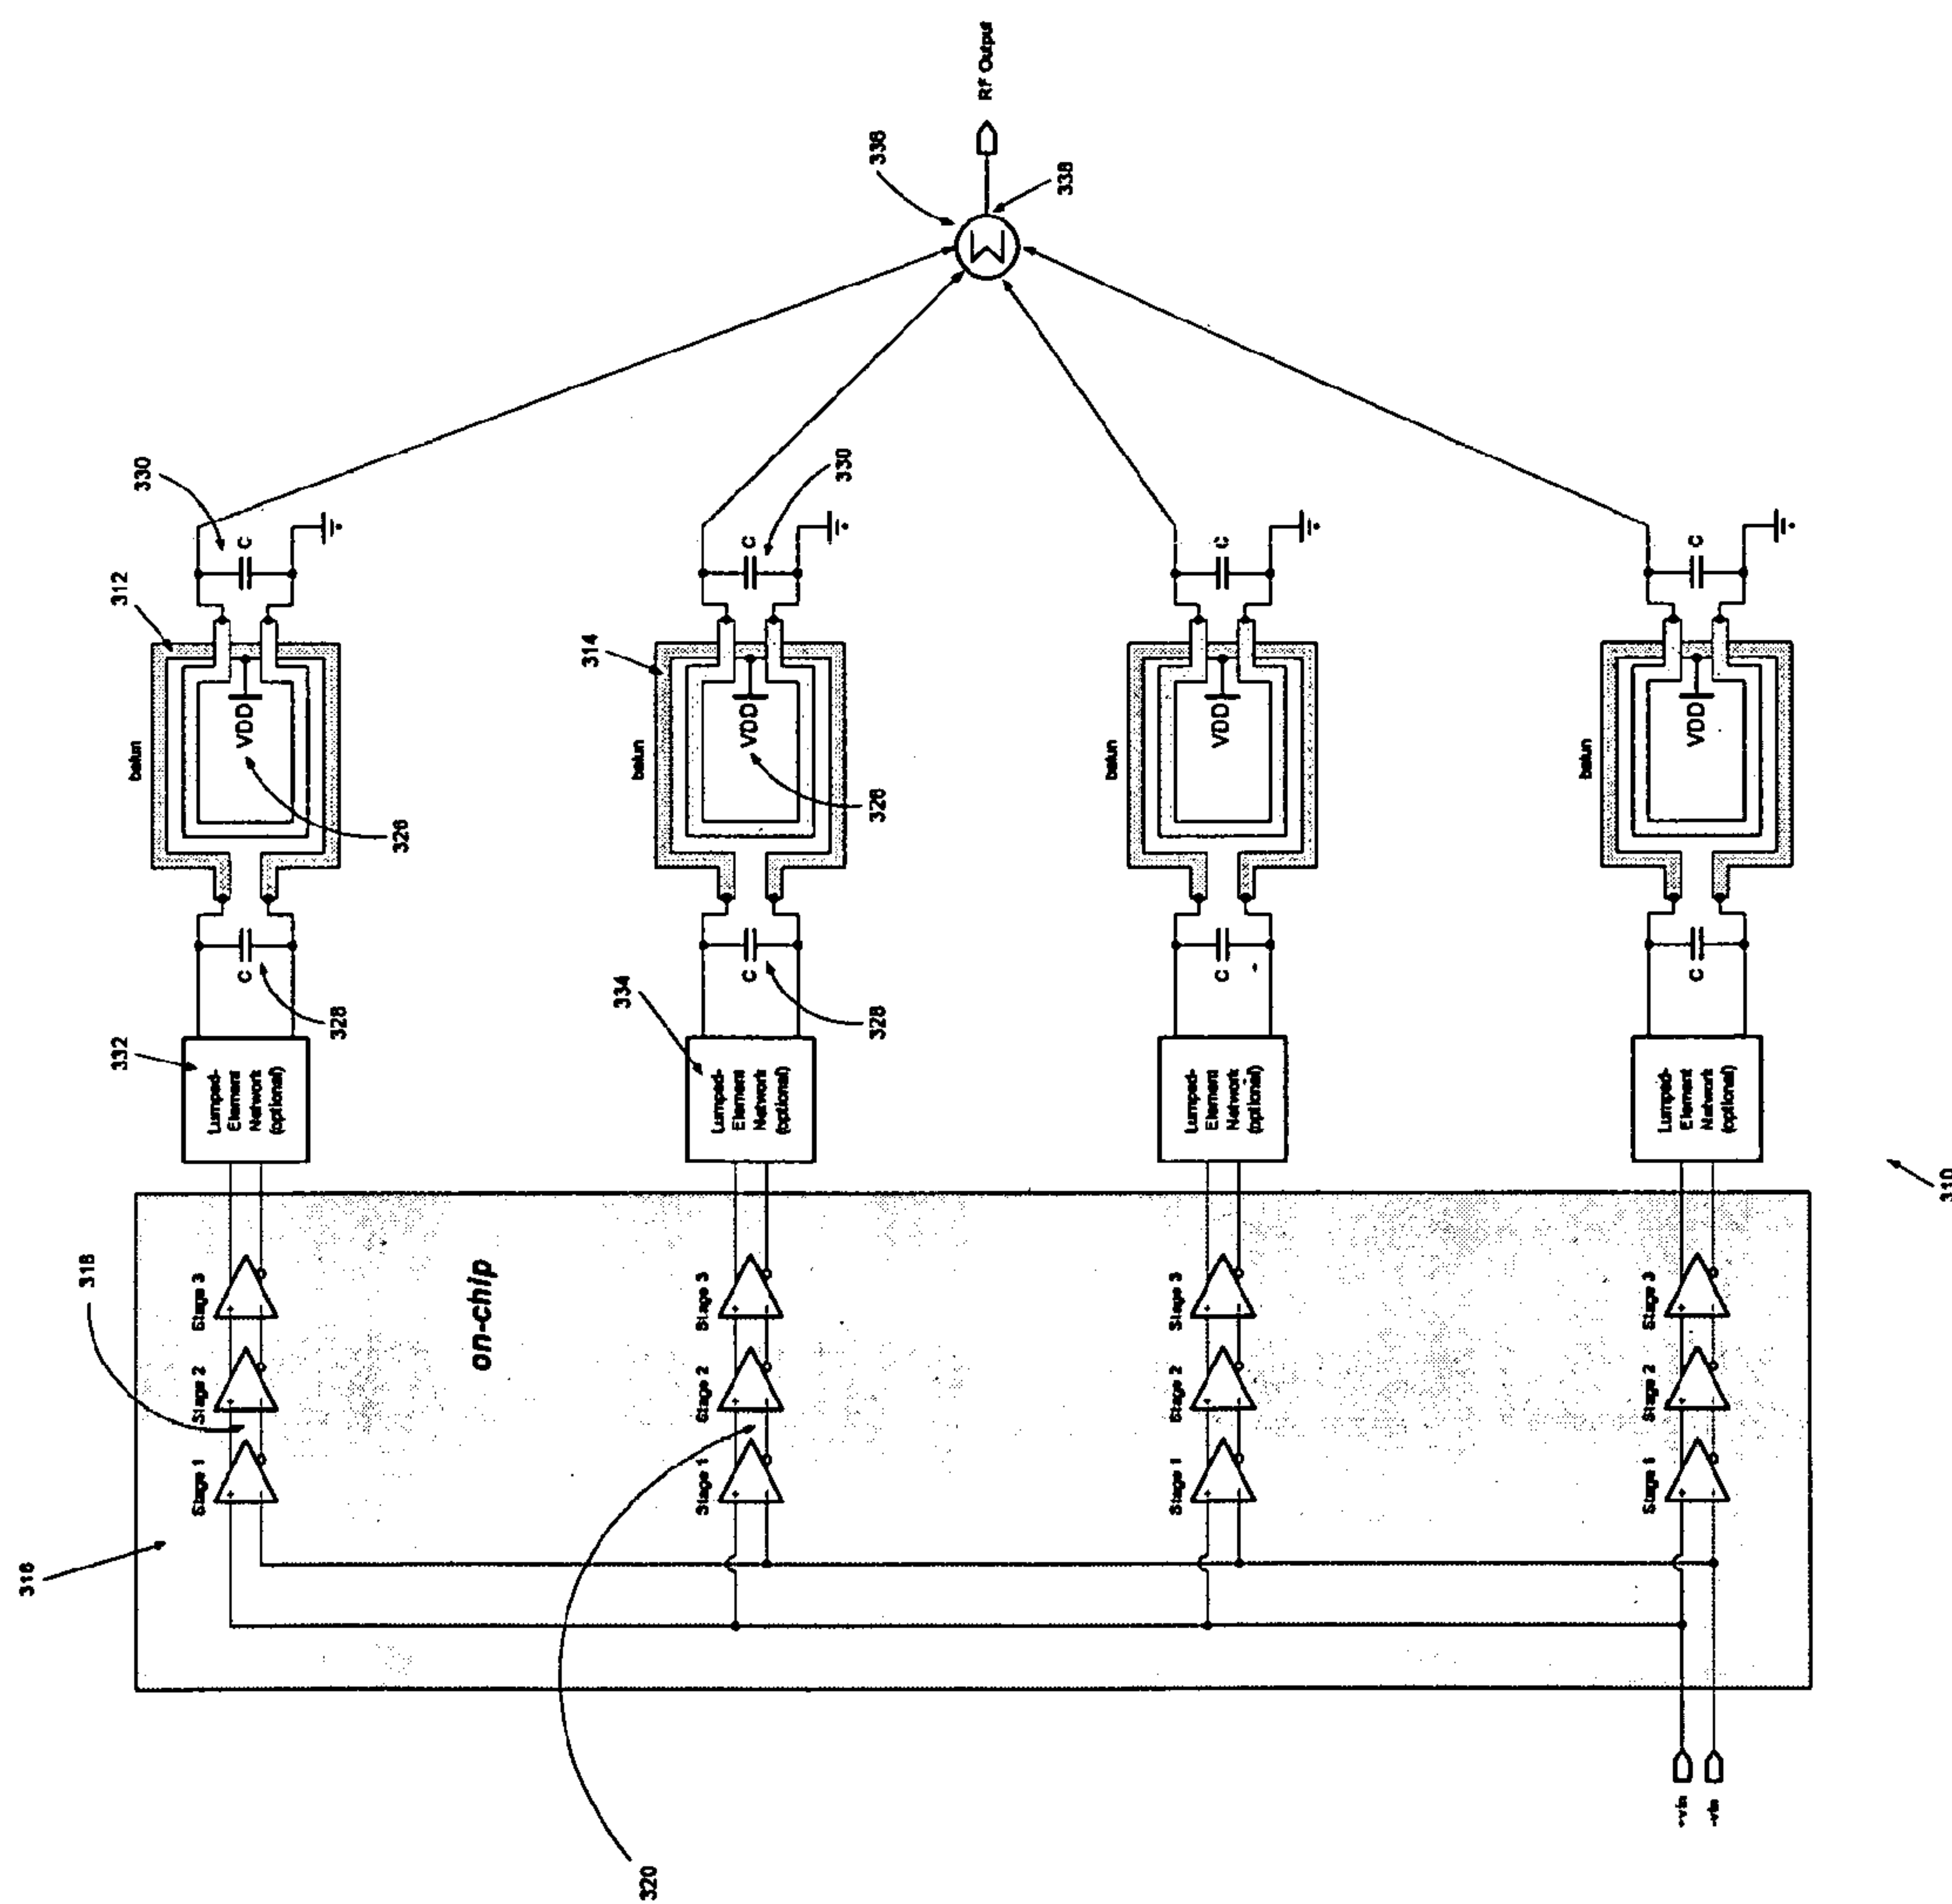 316
318
Stage 1
Stage 2
Stage 3
332
Lumped-
Element
Network
(optional)
C
328
balun
312
VDD
326
C
330
320
Stage 1
Stage 2
Stage 3
on-chip
334
Lumped-
Element
Network
(optional)
C
328
balun
314
VDD
326
C
330
Stage 1
Stage 2
Stage 3
Lumped-
Element
Network
(optional)
C
balun
VDD
C
336
Σ
338
RF Output
+vin
-vin
Stage 1
Stage 2
Stage 3
Lumped-
Element
Network
(optional)
C
balun
VDD
C
310